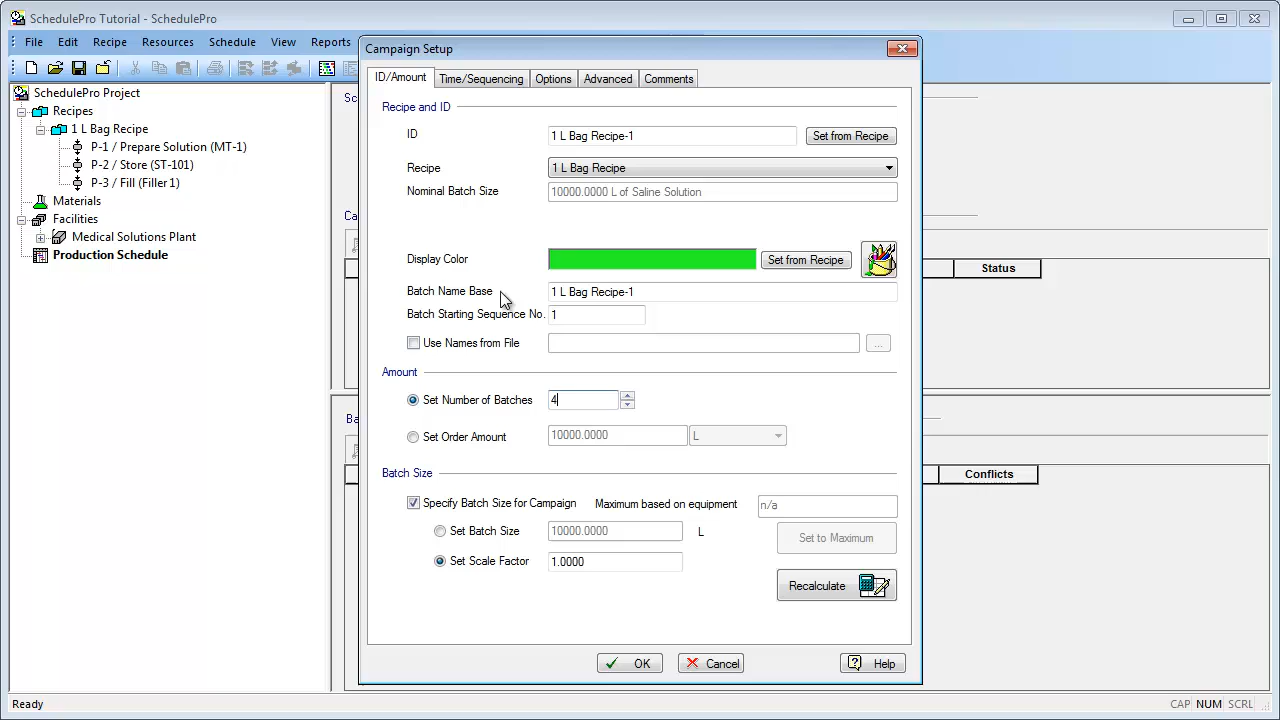 SchedulePro Tutorial - SchedulePro
File Edit Recipe Resources Schedule View Reports
SchedulePro Project
Recipes
1 L Bag Recipe
P-1 / Prepare Solution (MT-1)
P-2 / Store (ST-101)
P-3 / Fill (Filler 1)
Materials
Facilities
Medical Solutions Plant
Production Schedule
Sc
Ca
Status
Ba
Conflicts
Campaign Setup
ID/Amount Time/Sequencing Options Advanced Comments
Recipe and ID
ID 1 L Bag Recipe-1 Set from Recipe
Recipe 1 L Bag Recipe
Nominal Batch Size 10000.0000 L of Saline Solution
Display Color Set from Recipe
Batch Name Base 1 L Bag Recipe-1
Batch Starting Sequence No. 1
Use Names from File ...
Amount
Set Number of Batches 4
Set Order Amount 10000.0000 L
Batch Size
Specify Batch Size for Campaign Maximum based on equipment n/a
Set Batch Size 10000.0000 L Set to Maximum
Set Scale Factor 1.0000
Recalculate
OK Cancel Help
Ready CAP NUM SCRL